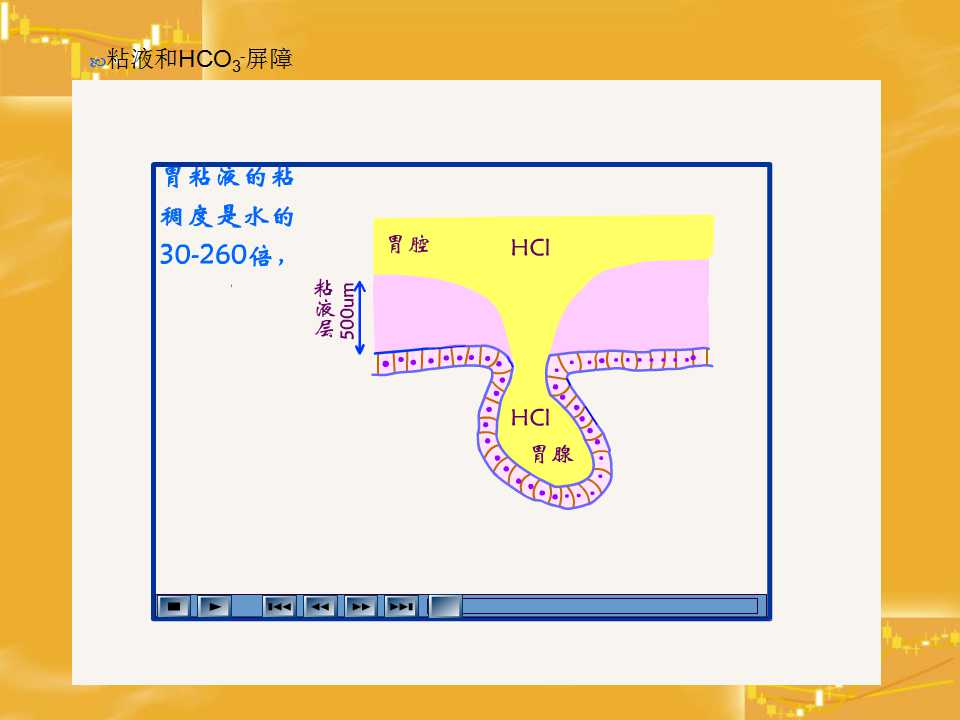 粘液和HCO3-屏障
胃粘液的粘
稠度是水的
30-260倍，
胃腔
HCl
粘液层
500um
HCl
胃腺